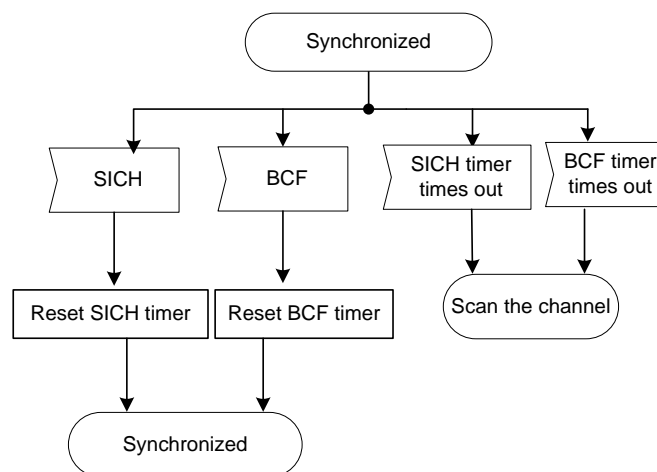 Synchronized
SICH
BCF
SICH timer
times out
BCF timer
times out
Reset SICH timer
Reset BCF timer
Scan the channel
Synchronized